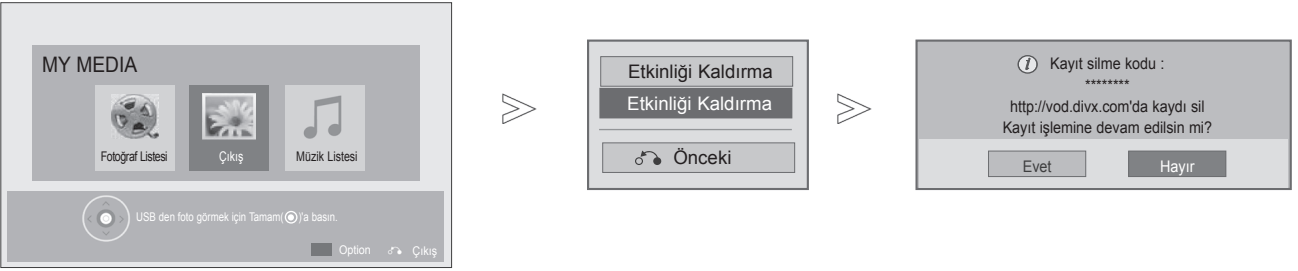 MY MEDIA
Fotoğraf Listesi
Çıkış
Müzik Listesi
USB den foto görmek için Tamam(◉)'a basın.
Option
Çıkış
Etkinliği Kaldırma
Etkinliği Kaldırma
Önceki
Kayıt silme kodu :
********
http://vod.divx.com'da kaydı sil
Kayıt işlemine devam edilsin mi?
Evet
Hayır